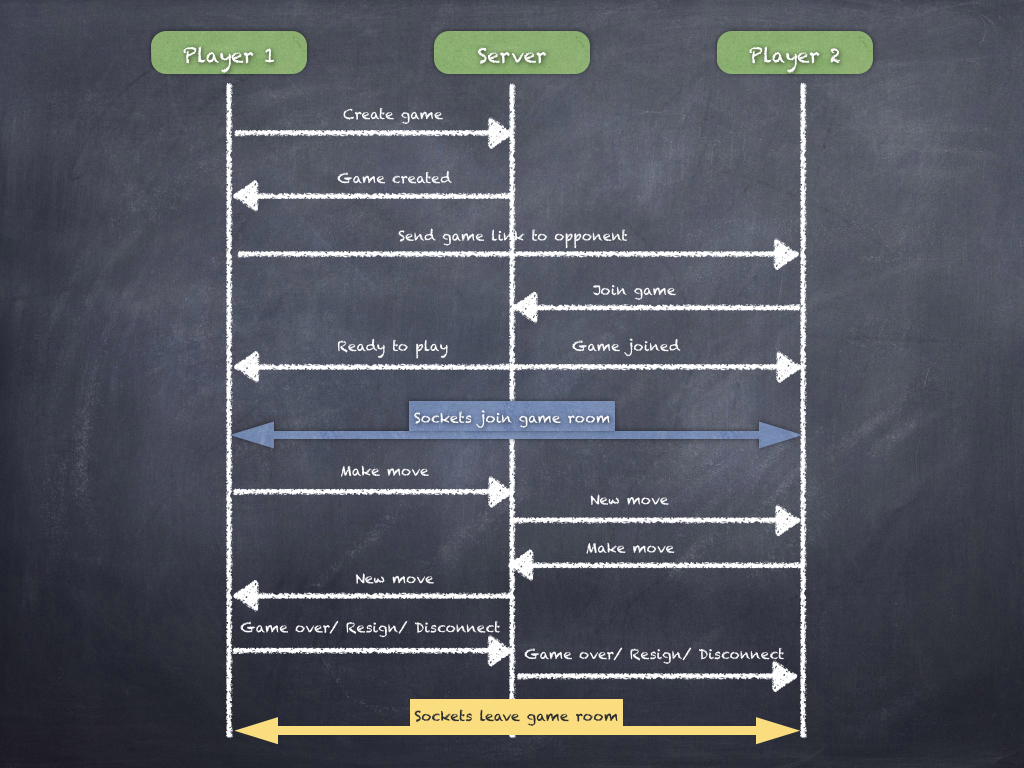 Player 1
Server
Player 2
Create game
Game created
Send game link to opponent
Join game
Ready to play
Game joined
Sockets join game room
Make move
New move
Make move
New move
Game over/ Resign/ Disconnect
Game over/ Resign/ Disconnect
Sockets leave game room